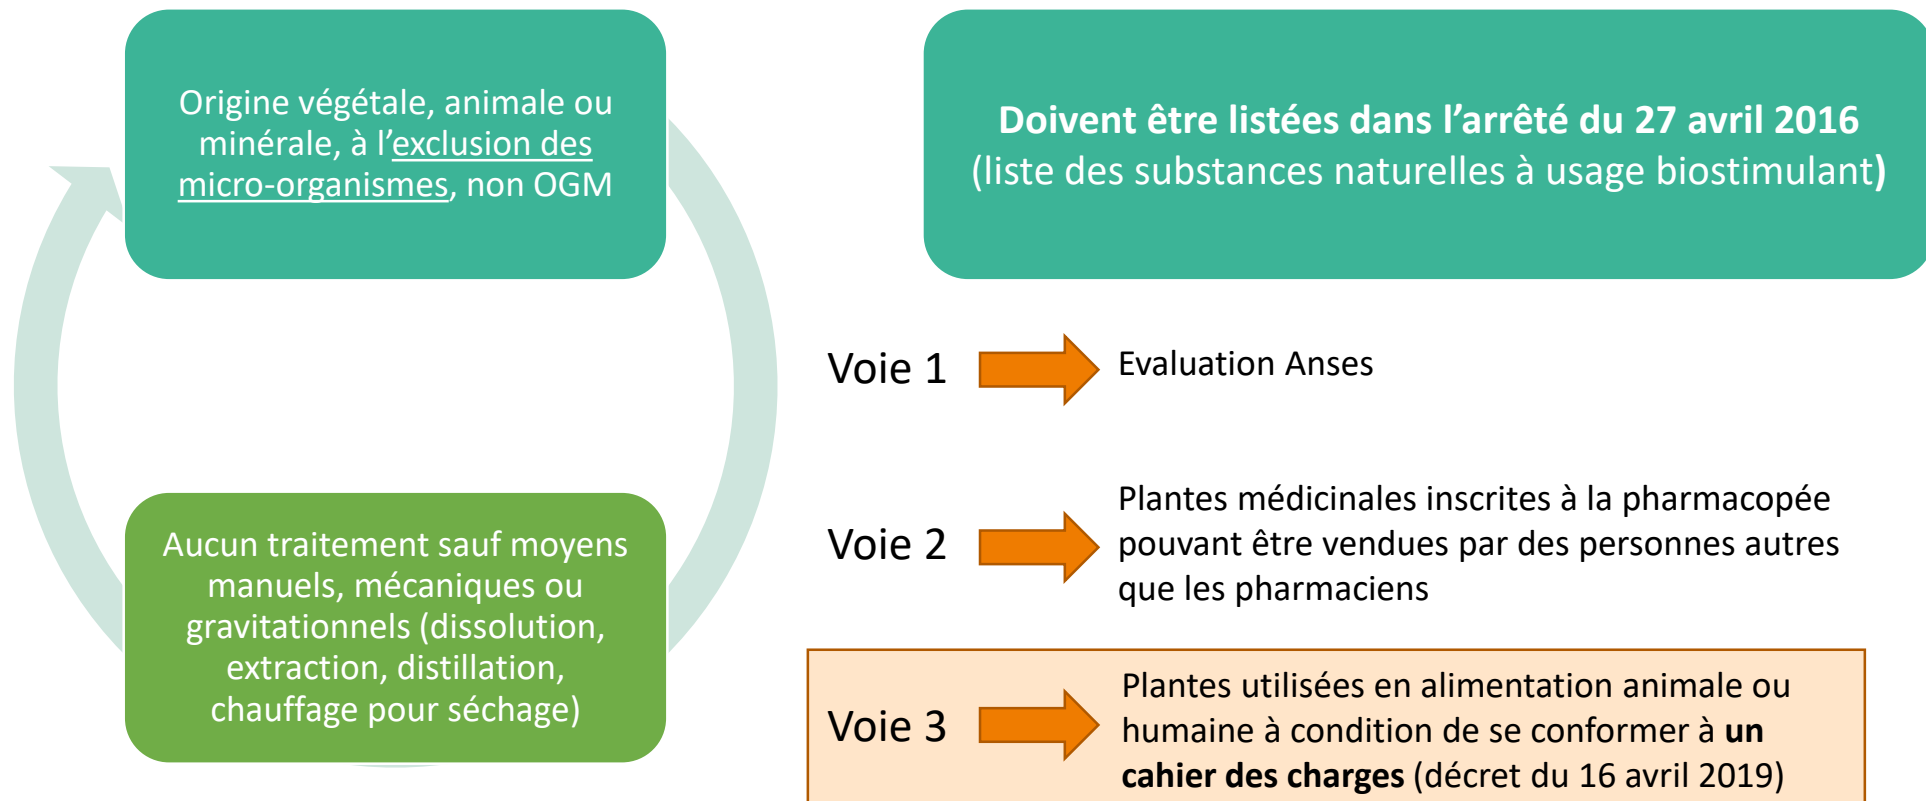 Origine végétale, animale ou
minérale, à l’exclusion des
micro-organismes, non OGM
Aucun traitement sauf moyens
manuels, mécaniques ou
gravitationnels (dissolution,
extraction, distillation,
chauffage pour séchage)
Doivent être listées dans l’arrêté du 27 avril 2016
(liste des substances naturelles à usage biostimulant)
Voie 1
Evaluation Anses
Voie 2
Plantes médicinales inscrites à la pharmacopée
pouvant être vendues par des personnes autres
que les pharmaciens
Voie 3
Plantes utilisées en alimentation animale ou
humaine à condition de se conformer à un
cahier des charges (décret du 16 avril 2019)